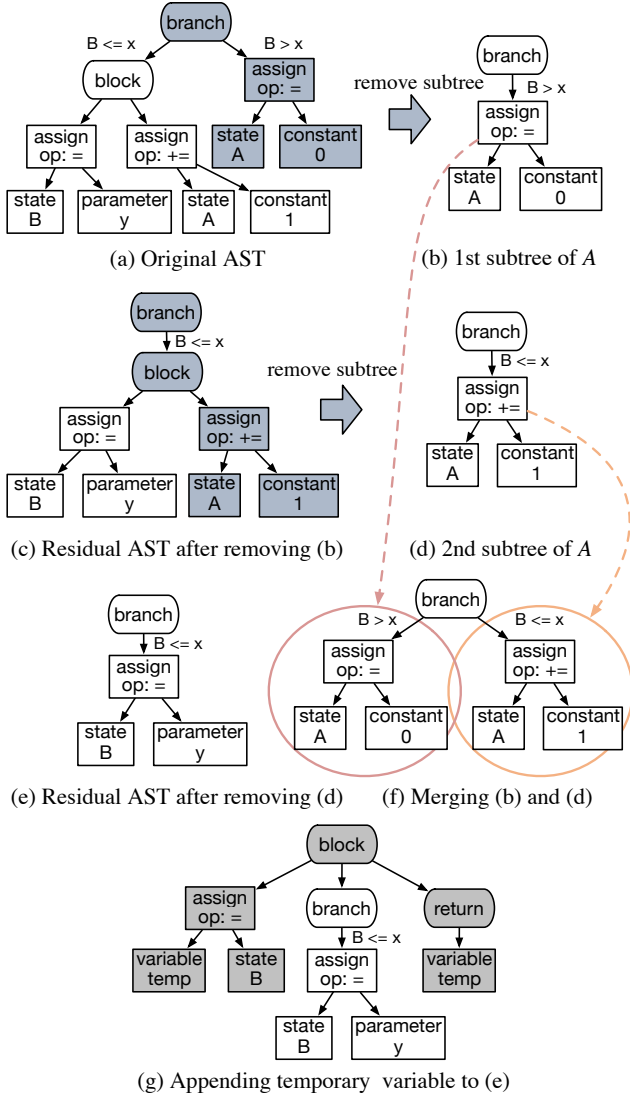 branch
B <= x
B > x
block
assign
op: =
remove subtree
assign
op: =
assign
op: +=
state
A
constant
0
state
B
parameter
y
state
A
constant
1
(a) Original AST
branch
B > x
assign
op: =
state
A
constant
0
(b) 1st subtree of A
branch
B <= x
block
remove subtree
assign
op: =
assign
op: +=
state
B
parameter
y
state
A
constant
1
(c) Residual AST after removing (b)
branch
B <= x
assign
op: +=
state
A
constant
1
(d) 2nd subtree of A
branch
B <= x
assign
op: =
state
B
parameter
y
(e) Residual AST after removing (d)
branch
B > x
B <= x
assign
op: =
assign
op: +=
state
A
constant
0
state
A
constant
1
(f) Merging (b) and (d)
block
assign
op: =
branch
return
B <= x
variable
temp
state
B
assign
op: =
variable
temp
state
B
parameter
y
(g) Appending temporary variable to (e)